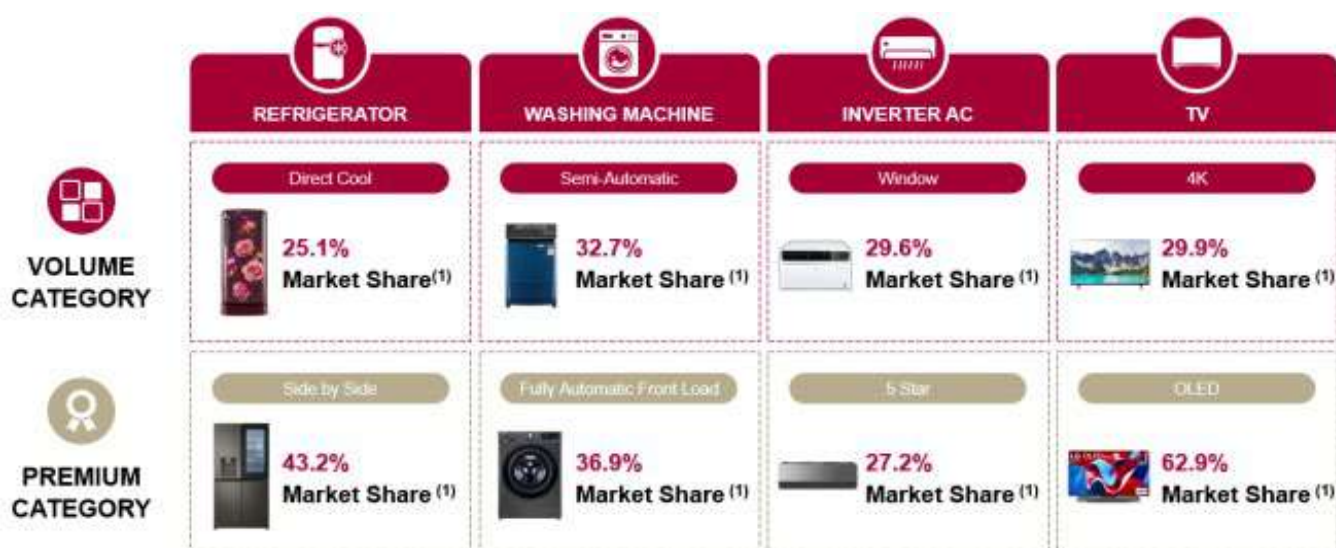 REFRIGERATOR
WASHING MACHINE
INVERTER AC
TV
VOLUME
CATEGORY
Direct Cool
25.1%
Market Share(1)
Semi-Automatic
32.7%
Market Share (1)
Window
29.6%
Market Share (1)
4K
29.9%
Market Share (1)
PREMIUM
CATEGORY
Side by Side
43.2%
Market Share (1)
Fully Automatic Front Load
36.9%
Market Share (1)
5 Star
27.2%
Market Share (1)
OLED
LG OLED
62.9%
Market Share (1)